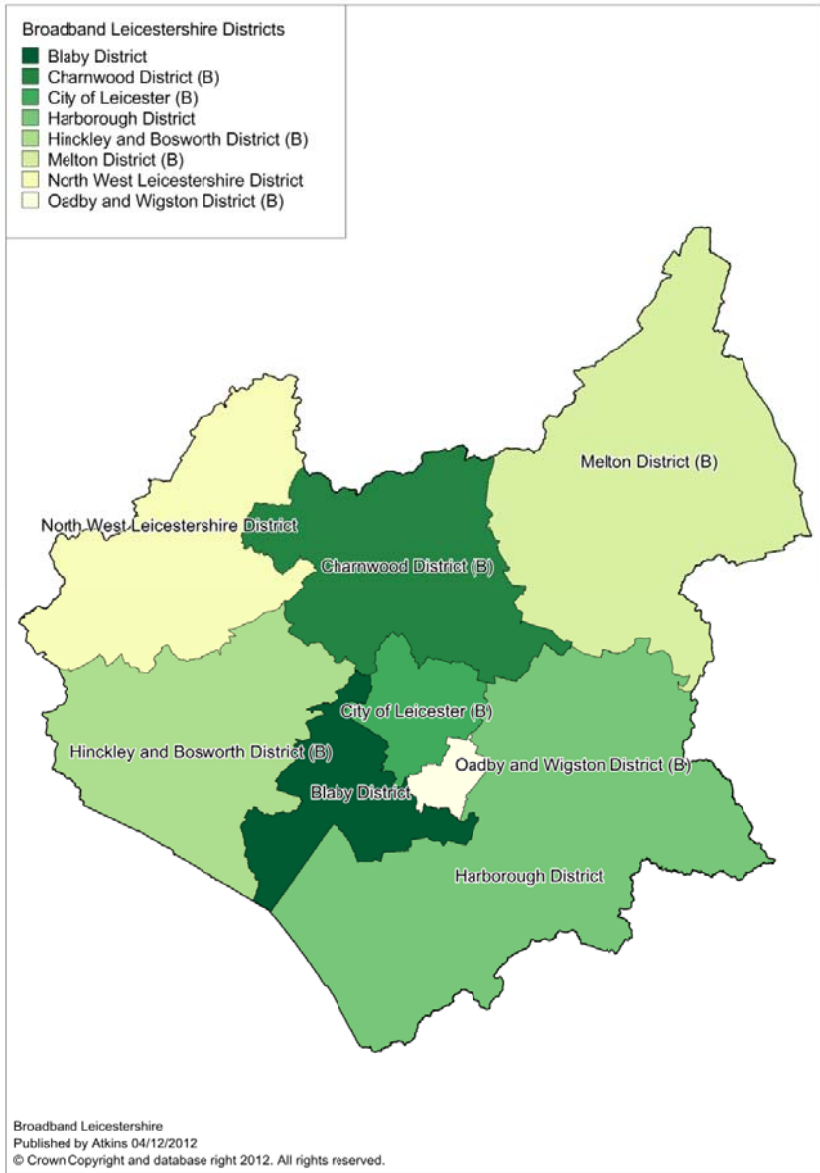 Broadband Leicestershire Districts
Blaby District
Charnwood District (B)
City of Leicester (B)
Harborough District
Hinckley and Bosworth District (B)
Melton District (B)
North West Leicestershire District
Oadby and Wigston District (B)
Melton District (B)
North West Leicestershire District
Charnwood District (B)
City of Leicester (B)
Hinckley and Bosworth District (B)
Oadby and Wigston District (B)
Blaby District
Harborough District
Broadband Leicestershire
Published by Atkins 04/12/2012
© Crown Copyright and database right 2012. All rights reserved.